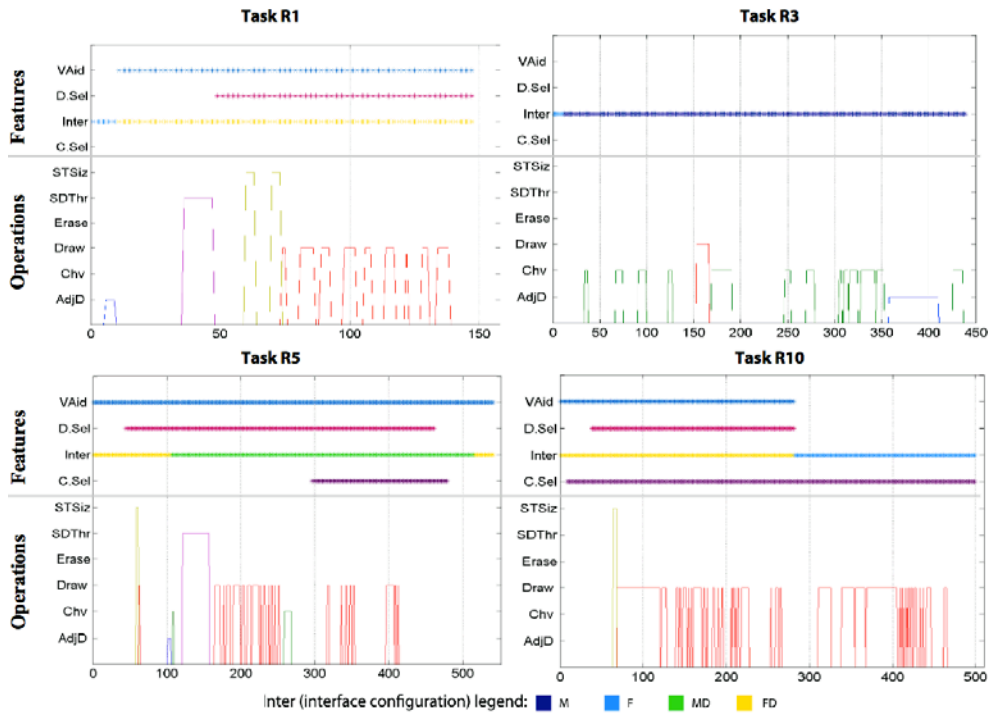 Task R1
Features
VAid
D.Sel
Inter
C.Sel
Operations
STSiz
SDThr
Erase
Draw
Chv
AdjD
0 50 100 150
Task R3
VAid
D.Sel
Inter
C.Sel
STSiz
SDThr
Erase
Draw
Chv
AdjD
0 50 100 150 200 250 300 350 400 450
Task R5
Features
VAid
D.Sel
Inter
C.Sel
Operations
STSiz
SDThr
Erase
Draw
Chv
AdjD
0 100 200 300 400 500
Task R10
VAid
D.Sel
Inter
C.Sel
STSiz
SDThr
Erase
Draw
Chv
AdjD
0 100 200 300 400 500
Inter (interface configuration) legend: M F MD FD